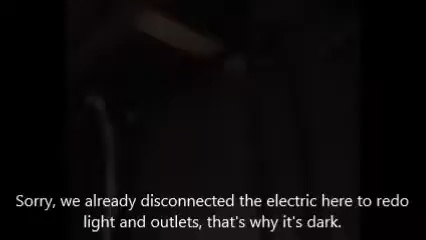 Sorry, we already disconnected the electric here to redo
light and outlets, that's why it's dark.